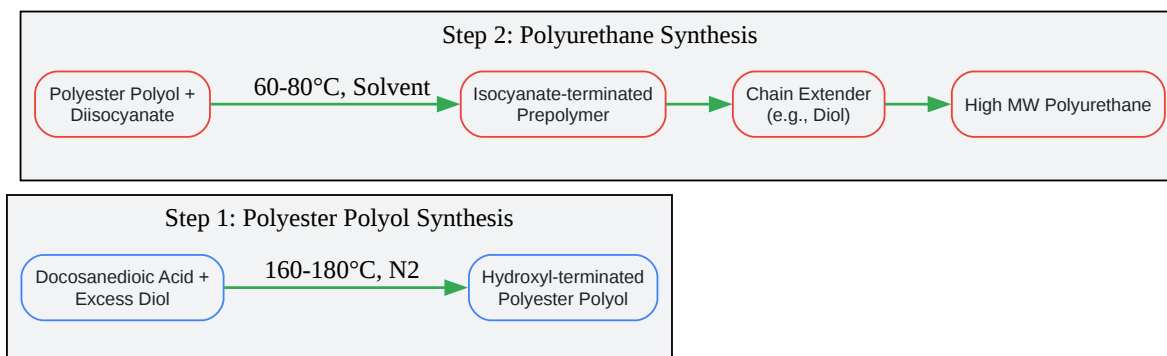 Step 2: Polyurethane Synthesis
Polyester Polyol +
Diisocyanate
60-80°C, Solvent
Isocyanate-terminated
Prepolymer
Chain Extender
(e.g., Diol)
High MW Polyurethane
Step 1: Polyester Polyol Synthesis
Docosanedioic Acid +
Excess Diol
160-180°C, N2
Hydroxyl-terminated
Polyester Polyol